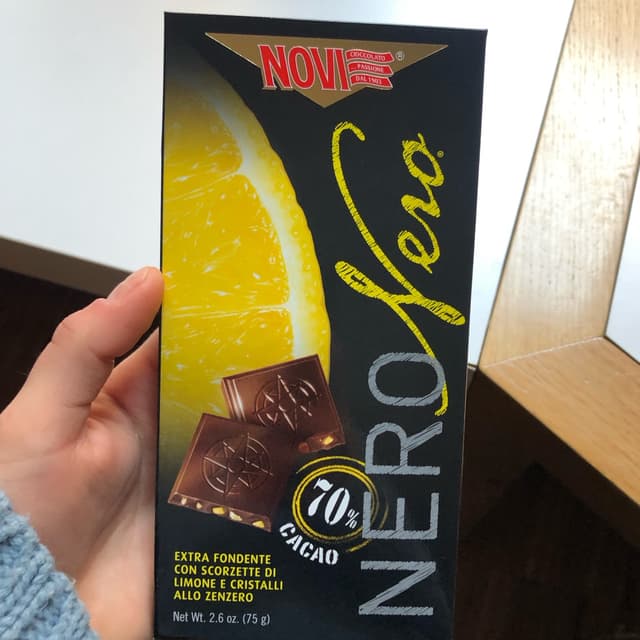 NOVI
CIOCCOLATO
PASSIONE
DAL 1903
®
Nero®
NERO
70%
CACAO
EXTRA FONDENTE
CON SCORZETTE DI
LIMONE E CRISTALLI
ALLO ZENZERO
Net Wt. 2.6 oz. (75 g)